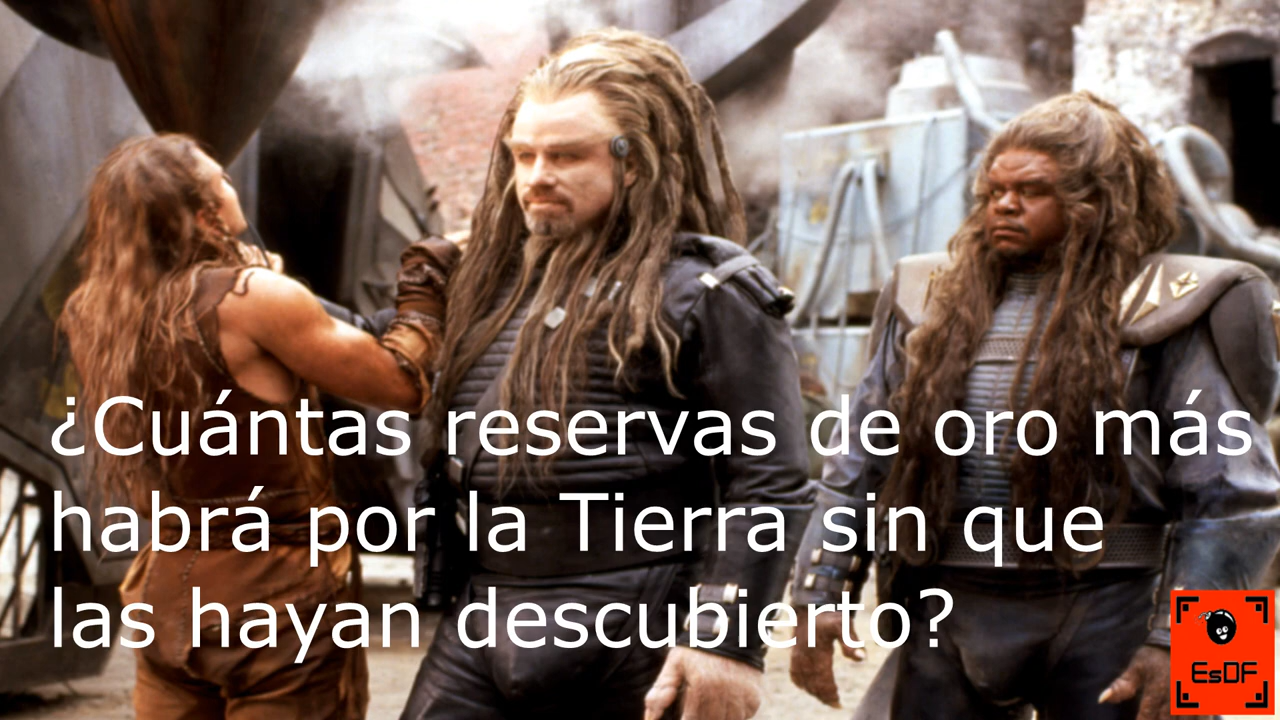 ¿Cuántas reservas de oro más
habrá por la Tierra sin que
las hayan descubierto?
EsDF